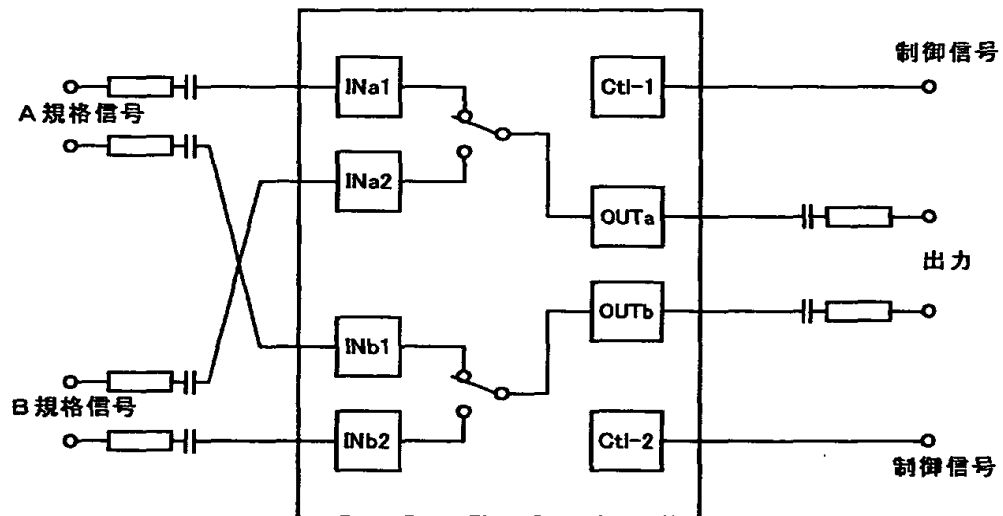 INa1
Ctl-1
制御信号
A規格信号
INa2
OUTa
出力
OUTb
INb1
B規格信号
INb2
Ctl-2
制御信号